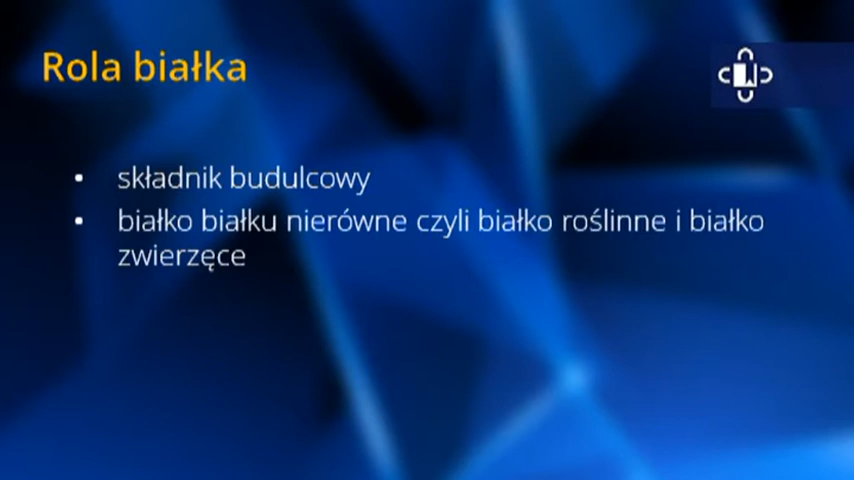 Rola białka
• składnik budulcowy
• białko białku nierówne czyli białko roślinne i białko
zwierzęce